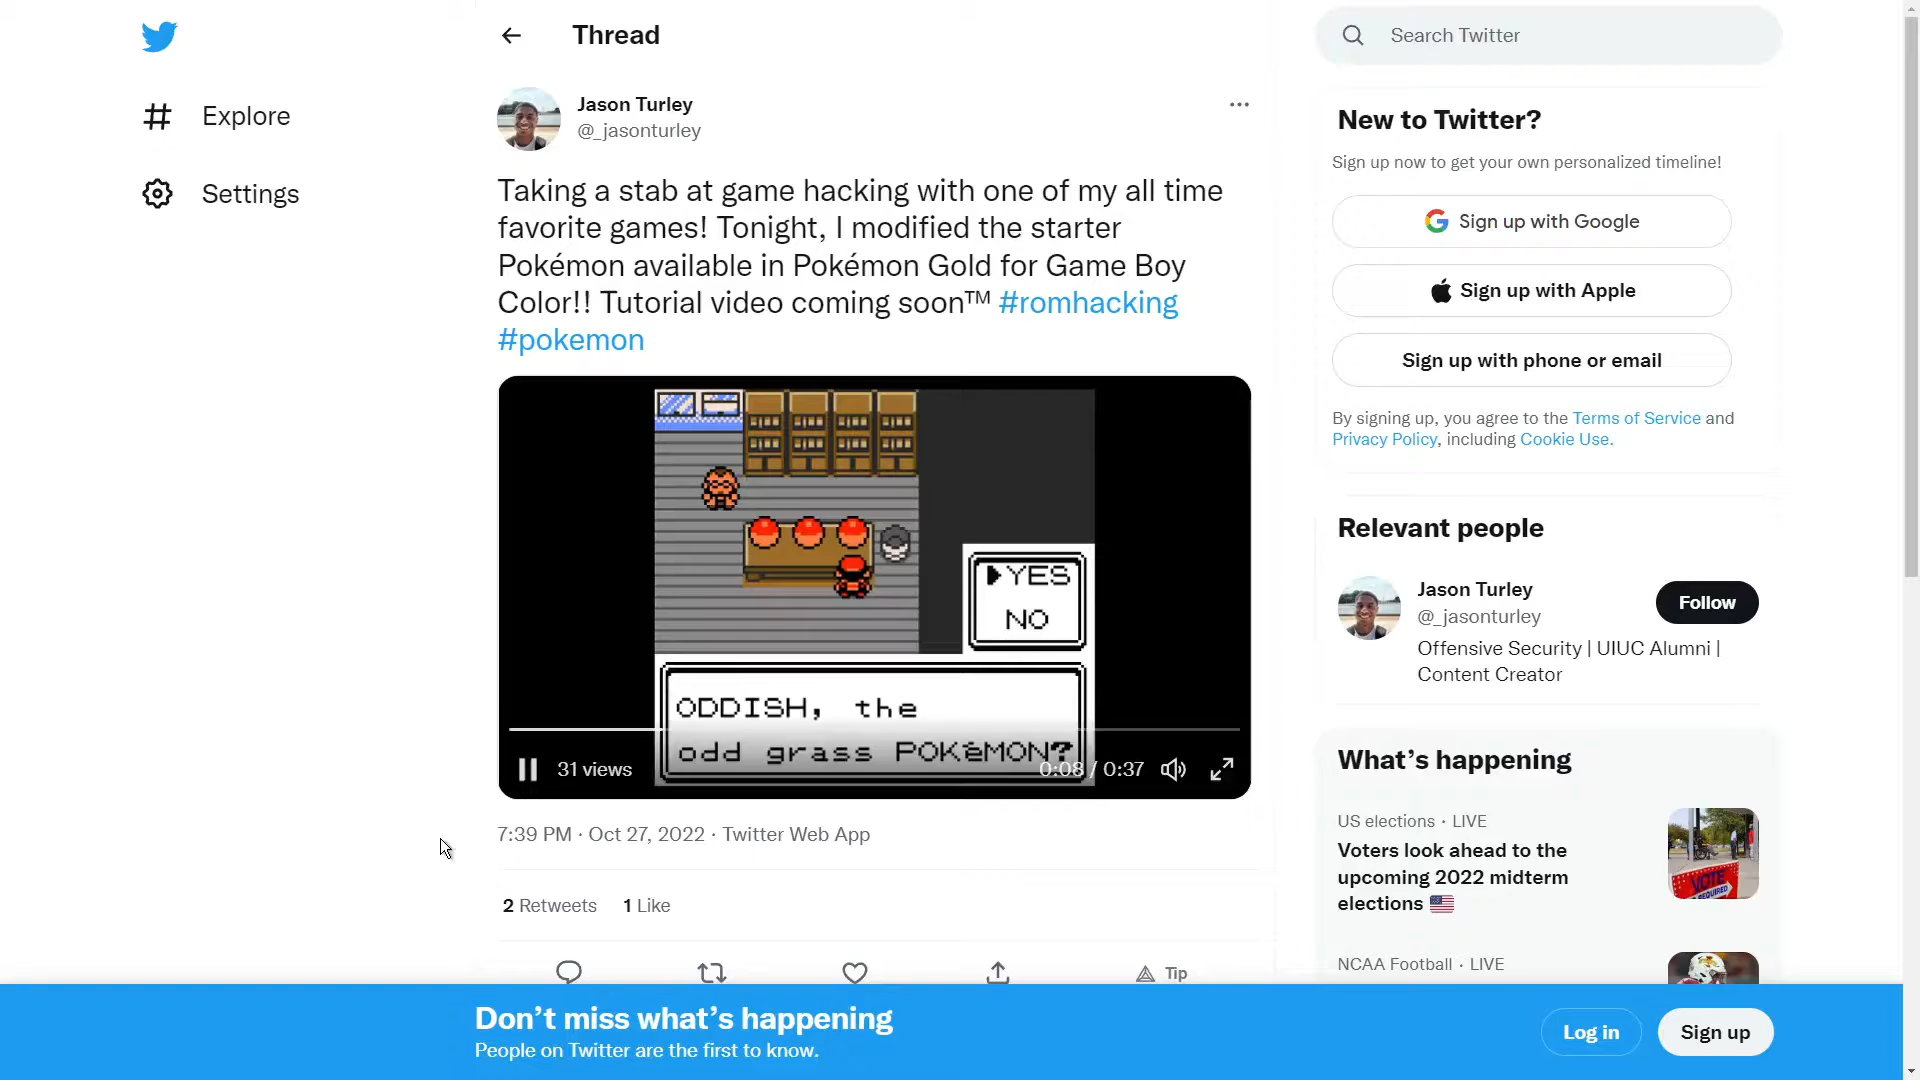 Thread
Search Twitter
Explore
Settings
Jason Turley
@_jasonturley
Taking a stab at game hacking with one of my all time
favorite games! Tonight, I modified the starter
Pokémon available in Pokémon Gold for Game Boy
Color!! Tutorial video coming soon™ #romhacking
#pokemon
YES
NO
ODDISH, the
odd grass POKéMON?
31 views
0:08 / 0:37
7:39 PM · Oct 27, 2022 · Twitter Web App
2 Retweets 1 Like
Tip
New to Twitter?
Sign up now to get your own personalized timeline!
Sign up with Google
Sign up with Apple
Sign up with phone or email
By signing up, you agree to the Terms of Service and
Privacy Policy, including Cookie Use.
Relevant people
Jason Turley
@_jasonturley
Follow
Offensive Security | UIUC Alumni |
Content Creator
What’s happening
US elections · LIVE
Voters look ahead to the
upcoming 2022 midterm
elections
VOTE
NCAA Football · LIVE
Don’t miss what’s happening
People on Twitter are the first to know.
Log in
Sign up